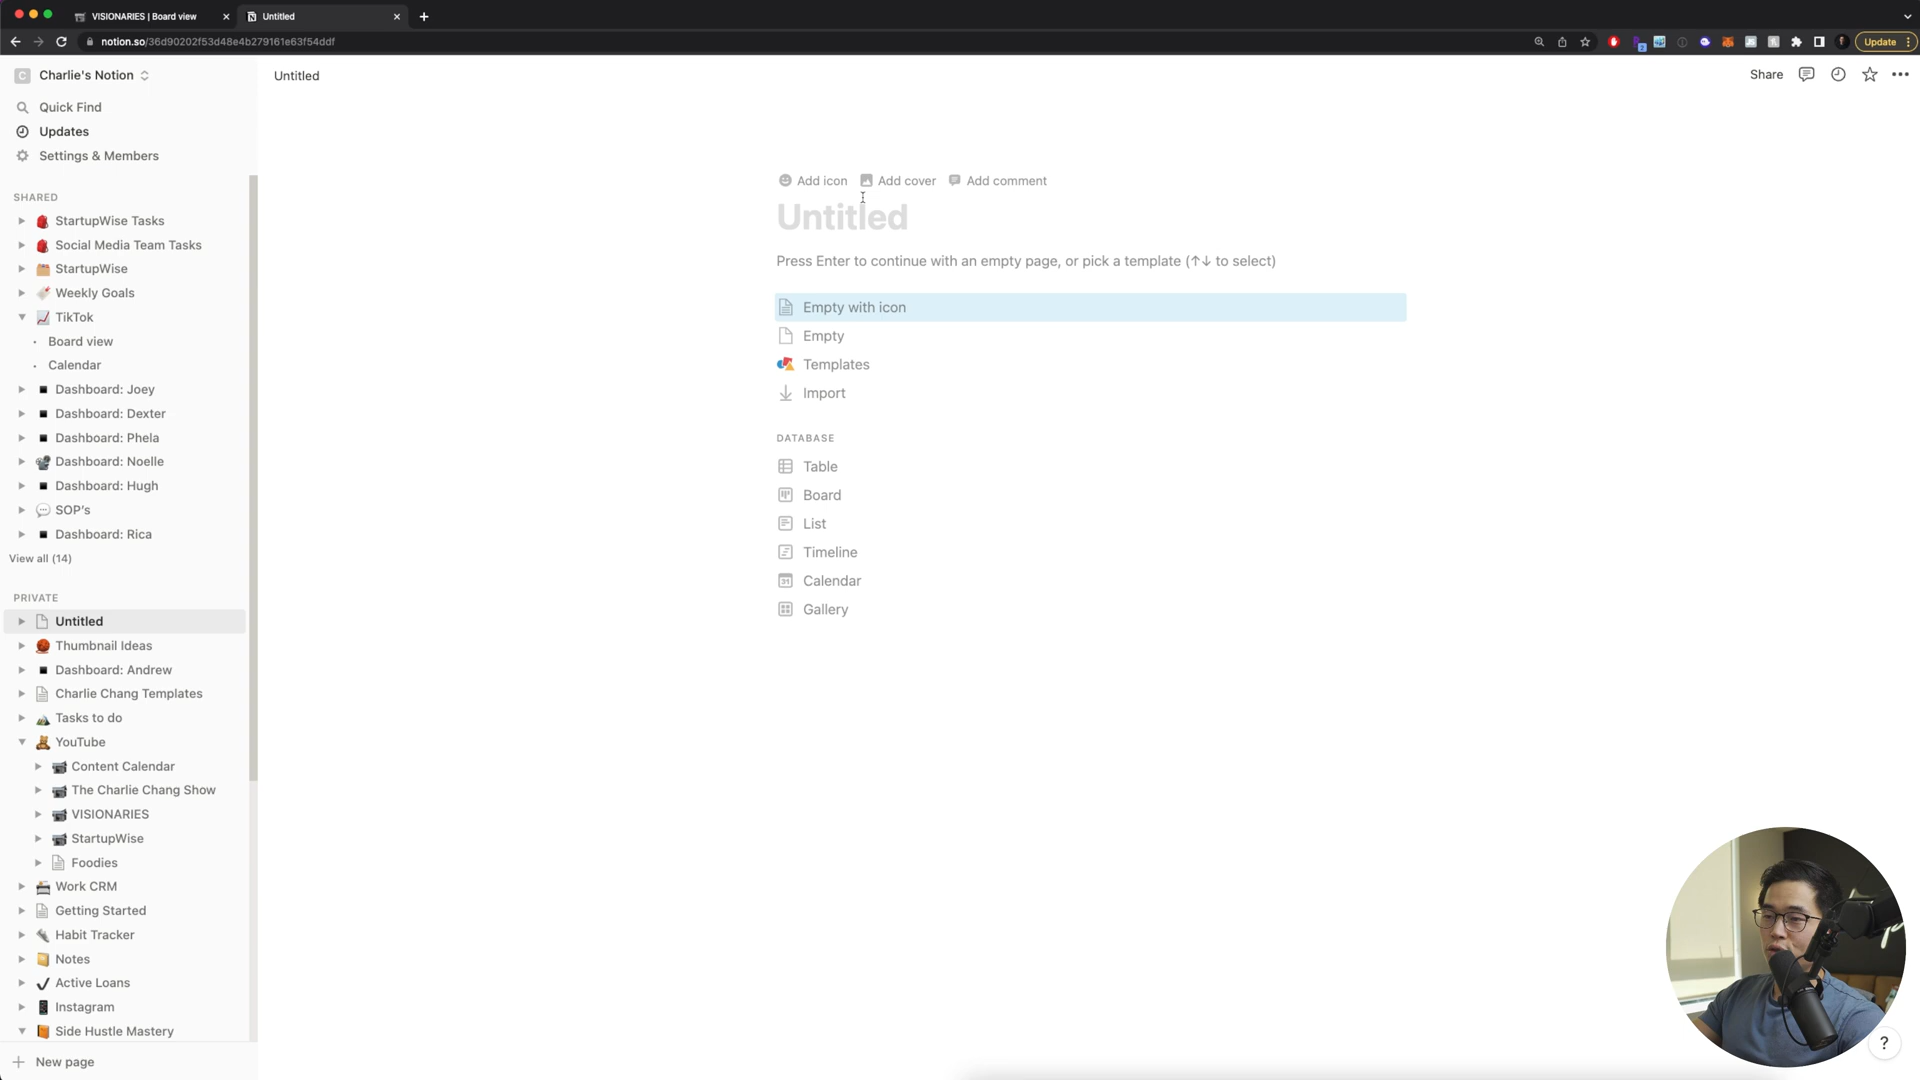 VISIONARIES | Board view
Untitled
notion.so/36d90202f53d48e4b279161e63f54ddf
Update
C Charlie's Notion
Untitled
Share
Quick Find
Updates
Settings & Members
SHARED
StartupWise Tasks
Social Media Team Tasks
StartupWise
Weekly Goals
TikTok
Board view
Calendar
Dashboard: Joey
Dashboard: Dexter
Dashboard: Phela
Dashboard: Noelle
Dashboard: Hugh
SOP's
Dashboard: Rica
View all (14)
PRIVATE
Untitled
Thumbnail Ideas
Dashboard: Andrew
Charlie Chang Templates
Tasks to do
YouTube
Content Calendar
The Charlie Chang Show
VISIONARIES
StartupWise
Foodies
Work CRM
Getting Started
Habit Tracker
Notes
Active Loans
Instagram
Side Hustle Mastery
New page
Add icon Add cover Add comment
Untitled
Press Enter to continue with an empty page, or pick a template (↑↓ to select)
Empty with icon
Empty
Templates
Import
DATABASE
Table
Board
List
Timeline
Calendar
Gallery
?